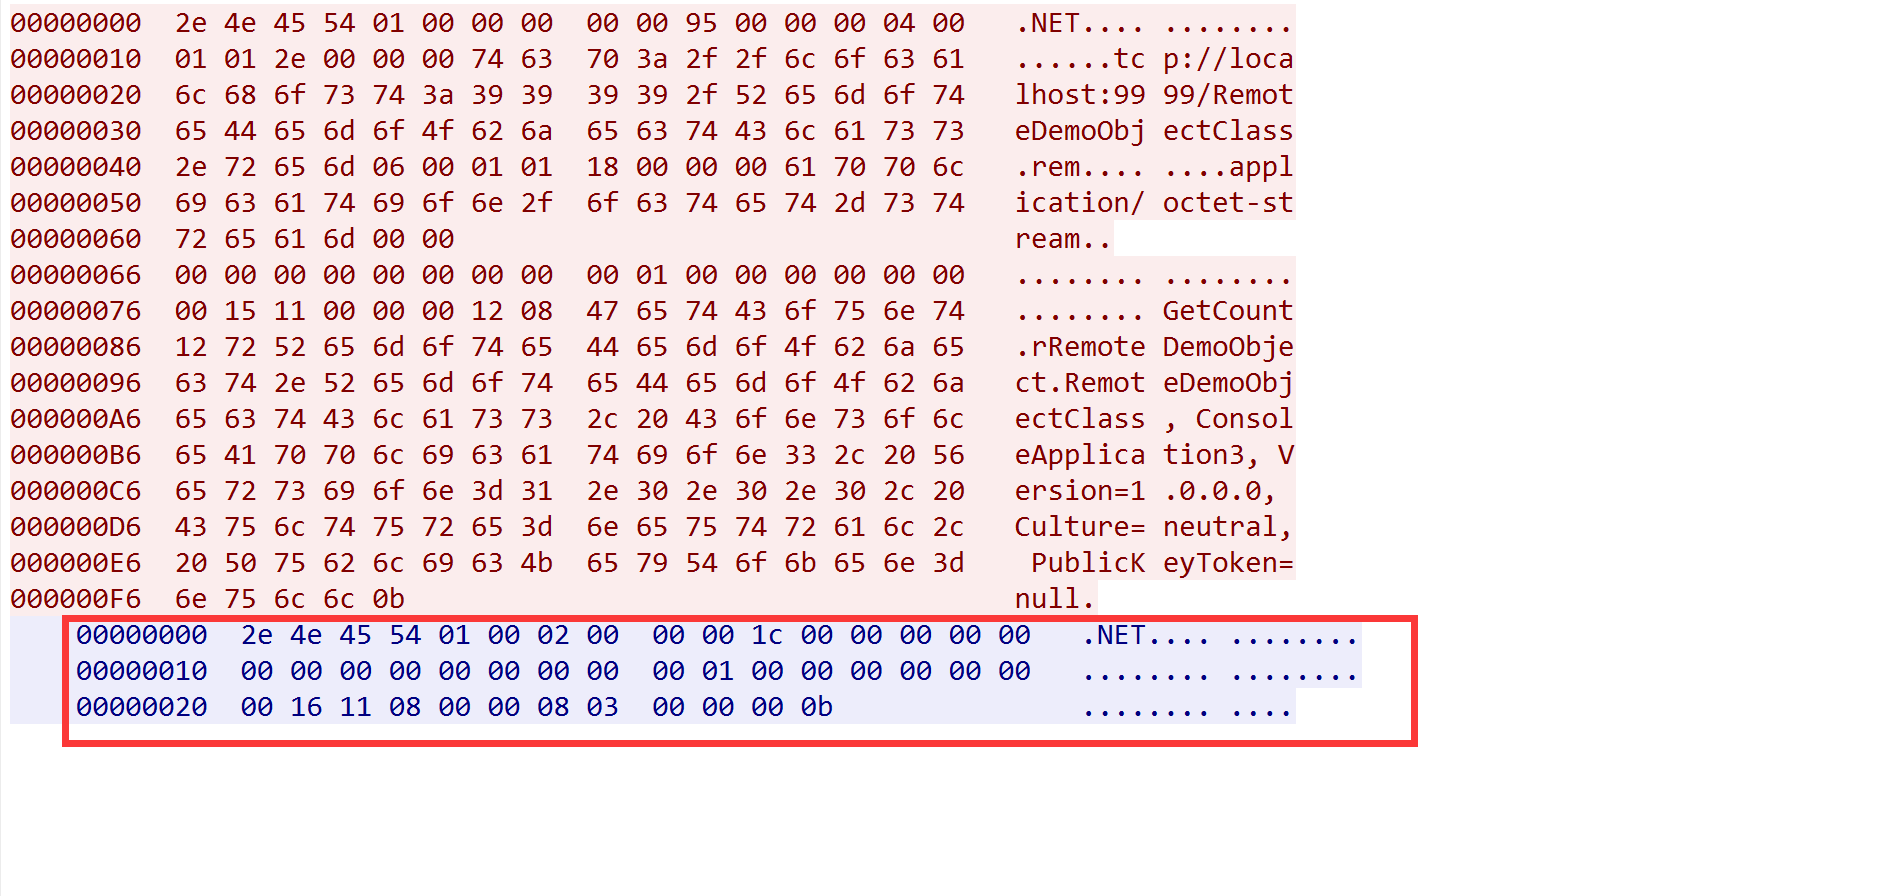 00000000  2e 4e 45 54 01 00 00 00  00 00 95 00 00 00 04 00   .NET.... ........
00000010  01 01 2e 00 00 00 74 63  70 3a 2f 2f 6c 6f 63 61   ......tc p://loca
00000020  6c 68 6f 73 74 3a 39 39  39 39 2f 52 65 6d 6f 74   lhost:99 99/Remot
00000030  65 44 65 6d 6f 4f 62 6a  65 63 74 43 6c 61 73 73   eDemoObj ectClass
00000040  2e 72 65 6d 06 00 01 01  18 00 00 00 61 70 70 6c   .rem.... ....appl
00000050  69 63 61 74 69 6f 6e 2f  6f 63 74 65 74 2d 73 74   ication/ octet-st
00000060  72 65 61 6d 00 00                                  ream..
00000066  00 00 00 00 00 00 00 00  00 01 00 00 00 00 00 00   ........ ........
00000076  00 15 11 00 00 00 12 08  47 65 74 43 6f 75 6e 74   ........ GetCount
00000086  12 72 52 65 6d 6f 74 65  44 65 6d 6f 4f 62 6a 65   .rRemote DemoObje
00000096  63 74 2e 52 65 6d 6f 74  65 44 65 6d 6f 4f 62 6a   ct.Remot eDemoObj
000000A6  65 63 74 43 6c 61 73 73  2c 20 43 6f 6e 73 6f 6c   ectClass , Consol
000000B6  65 41 70 70 6c 69 63 61  74 69 6f 6e 33 2c 20 56   eApplica tion3, V
000000C6  65 72 73 69 6f 6e 3d 31  2e 30 2e 30 2e 30 2c 20   ersion=1 .0.0.0,
000000D6  43 75 6c 74 75 72 65 3d  6e 65 75 74 72 61 6c 2c   Culture= neutral,
000000E6  20 50 75 62 6c 69 63 4b  65 79 54 6f 6b 65 6e 3d    PublicK eyToken=
000000F6  6e 75 6c 6c 0b                                     null.
00000000  2e 4e 45 54 01 00 02 00  00 00 1c 00 00 00 00 00   .NET.... ........
00000010  00 00 00 00 00 00 00 00  00 01 00 00 00 00 00 00   ........ ........
00000020  00 16 11 08 00 00 08 03  00 00 00 0b               ........ ....